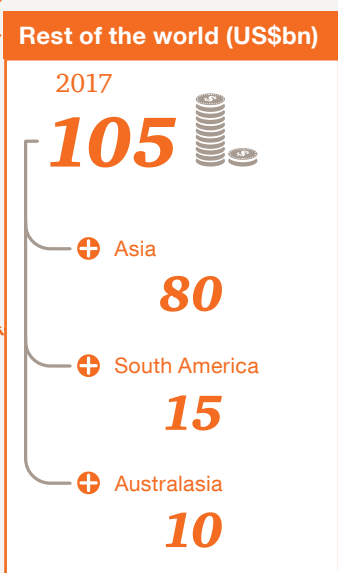 Rest of the world (US$bn)
2017
105
Asia
80
South America
15
Australasia
10